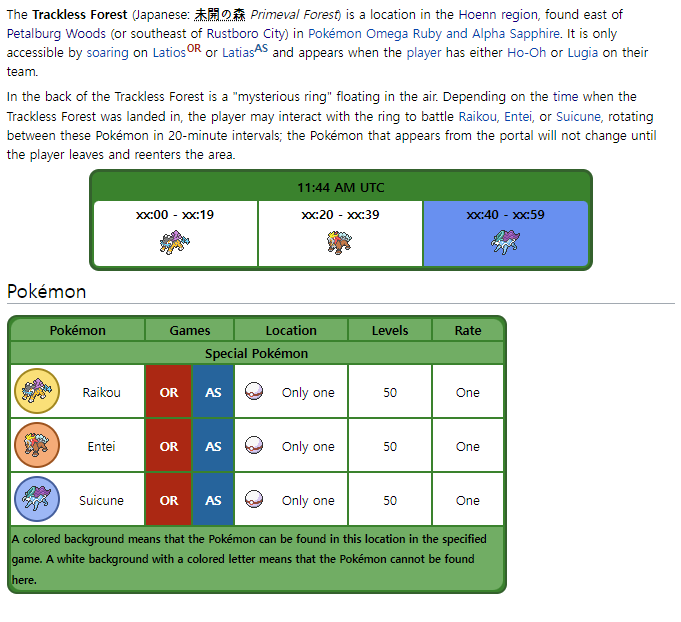 The Trackless Forest (Japanese: 未開の森 Primeval Forest) is a location in the Hoenn region, found east of
Petalburg Woods (or southeast of Rustboro City) in Pokémon Omega Ruby and Alpha Sapphire. It is only
accessible by soaring on LatiosOR or LatiasAS and appears when the player has either Ho-Oh or Lugia on their
team.
In the back of the Trackless Forest is a "mysterious ring" floating in the air. Depending on the time when the
Trackless Forest was landed in, the player may interact with the ring to battle Raikou, Entei, or Suicune, rotating
between these Pokémon in 20-minute intervals; the Pokémon that appears from the portal will not change until
the player leaves and reenters the area.
11:44 AM UTC
xx:00 - xx:19 xx:20 - xx:39 xx:40 - xx:59
Pokémon
Pokémon Games Location Levels Rate
Special Pokémon
Raikou OR AS Only one 50 One
Entei OR AS Only one 50 One
Suicune OR AS Only one 50 One
A colored background means that the Pokémon can be found in this location in the specified
game. A white background with a colored letter means that the Pokémon cannot be found
here.